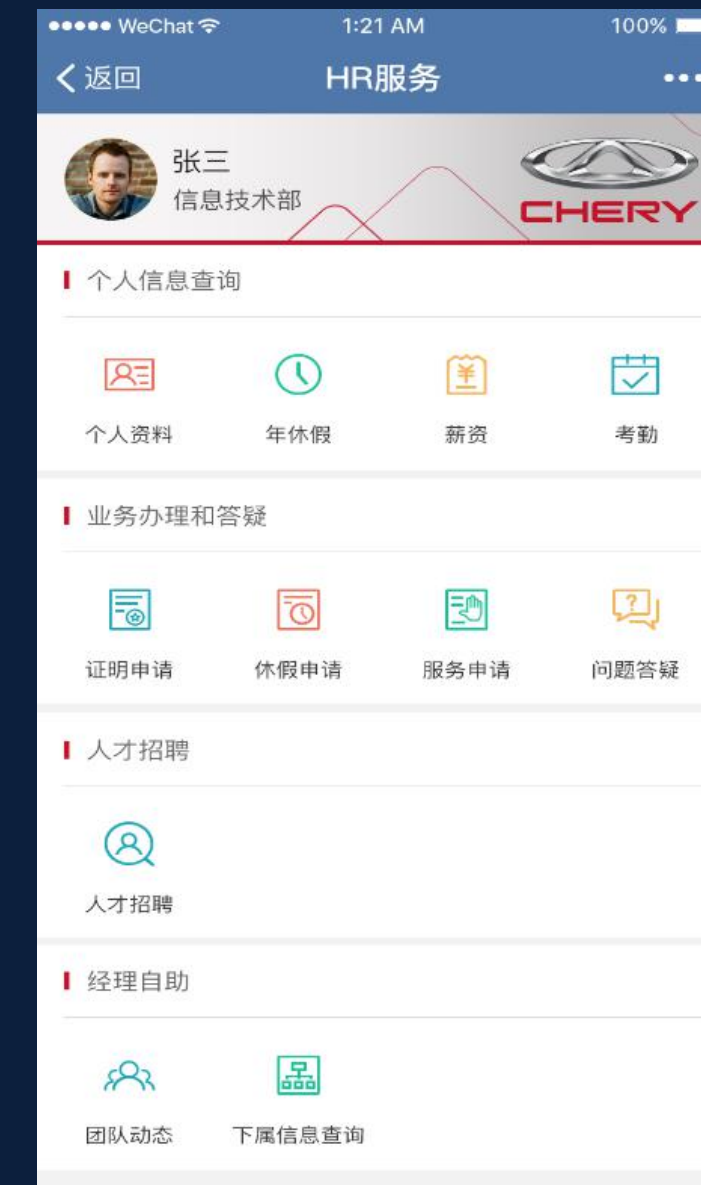 ●●●●● WeChat 1:21 AM 100%
返回 HR服务 •••
张三
信息技术部
CHERY
个人信息查询
个人资料 年休假 薪资 考勤
业务办理和答疑
证明申请 休假申请 服务申请 问题答疑
人才招聘
人才招聘
经理自助
团队动态 下属信息查询